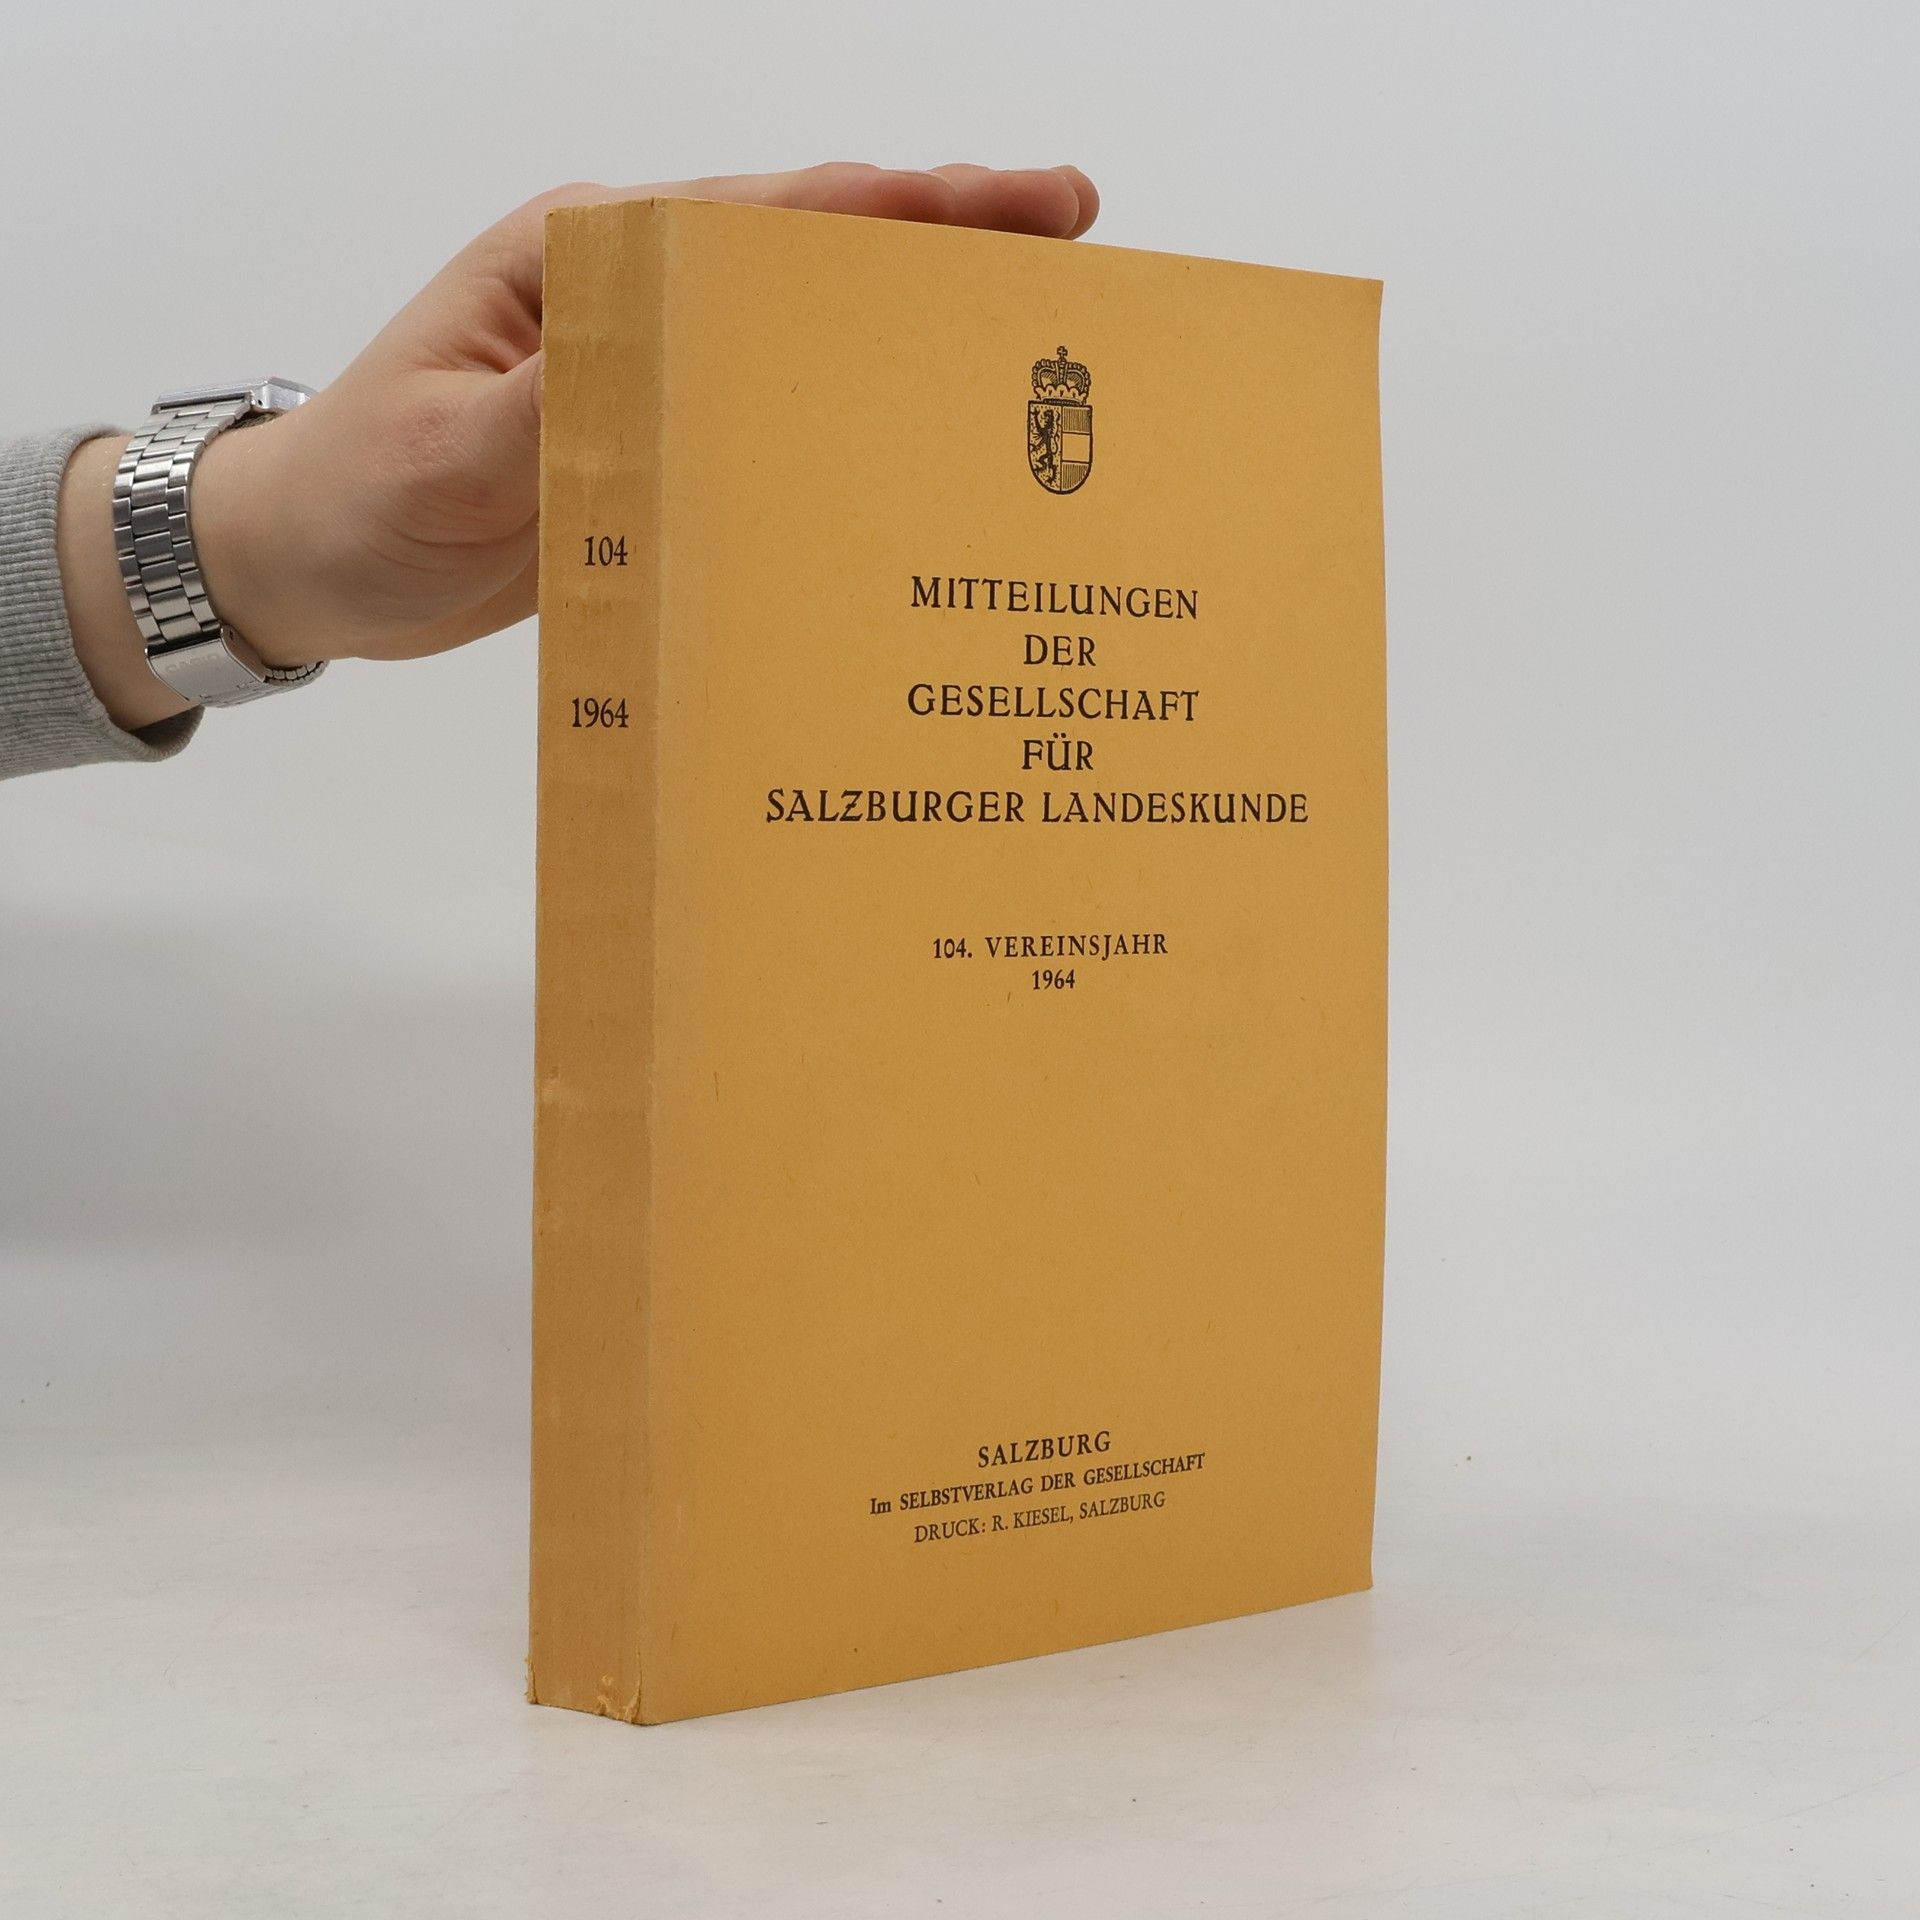 104
1964
MITTEILUNGEN
DER
GESELLSCHAFT
FÜR
SALZBURGER LANDESKUNDE
104. VEREINSJAHR
1964
SALZBURG
Im SELBSTVERLAG DER GESELLSCHAFT
DRUCK: R. KIESEL, SALZBURG